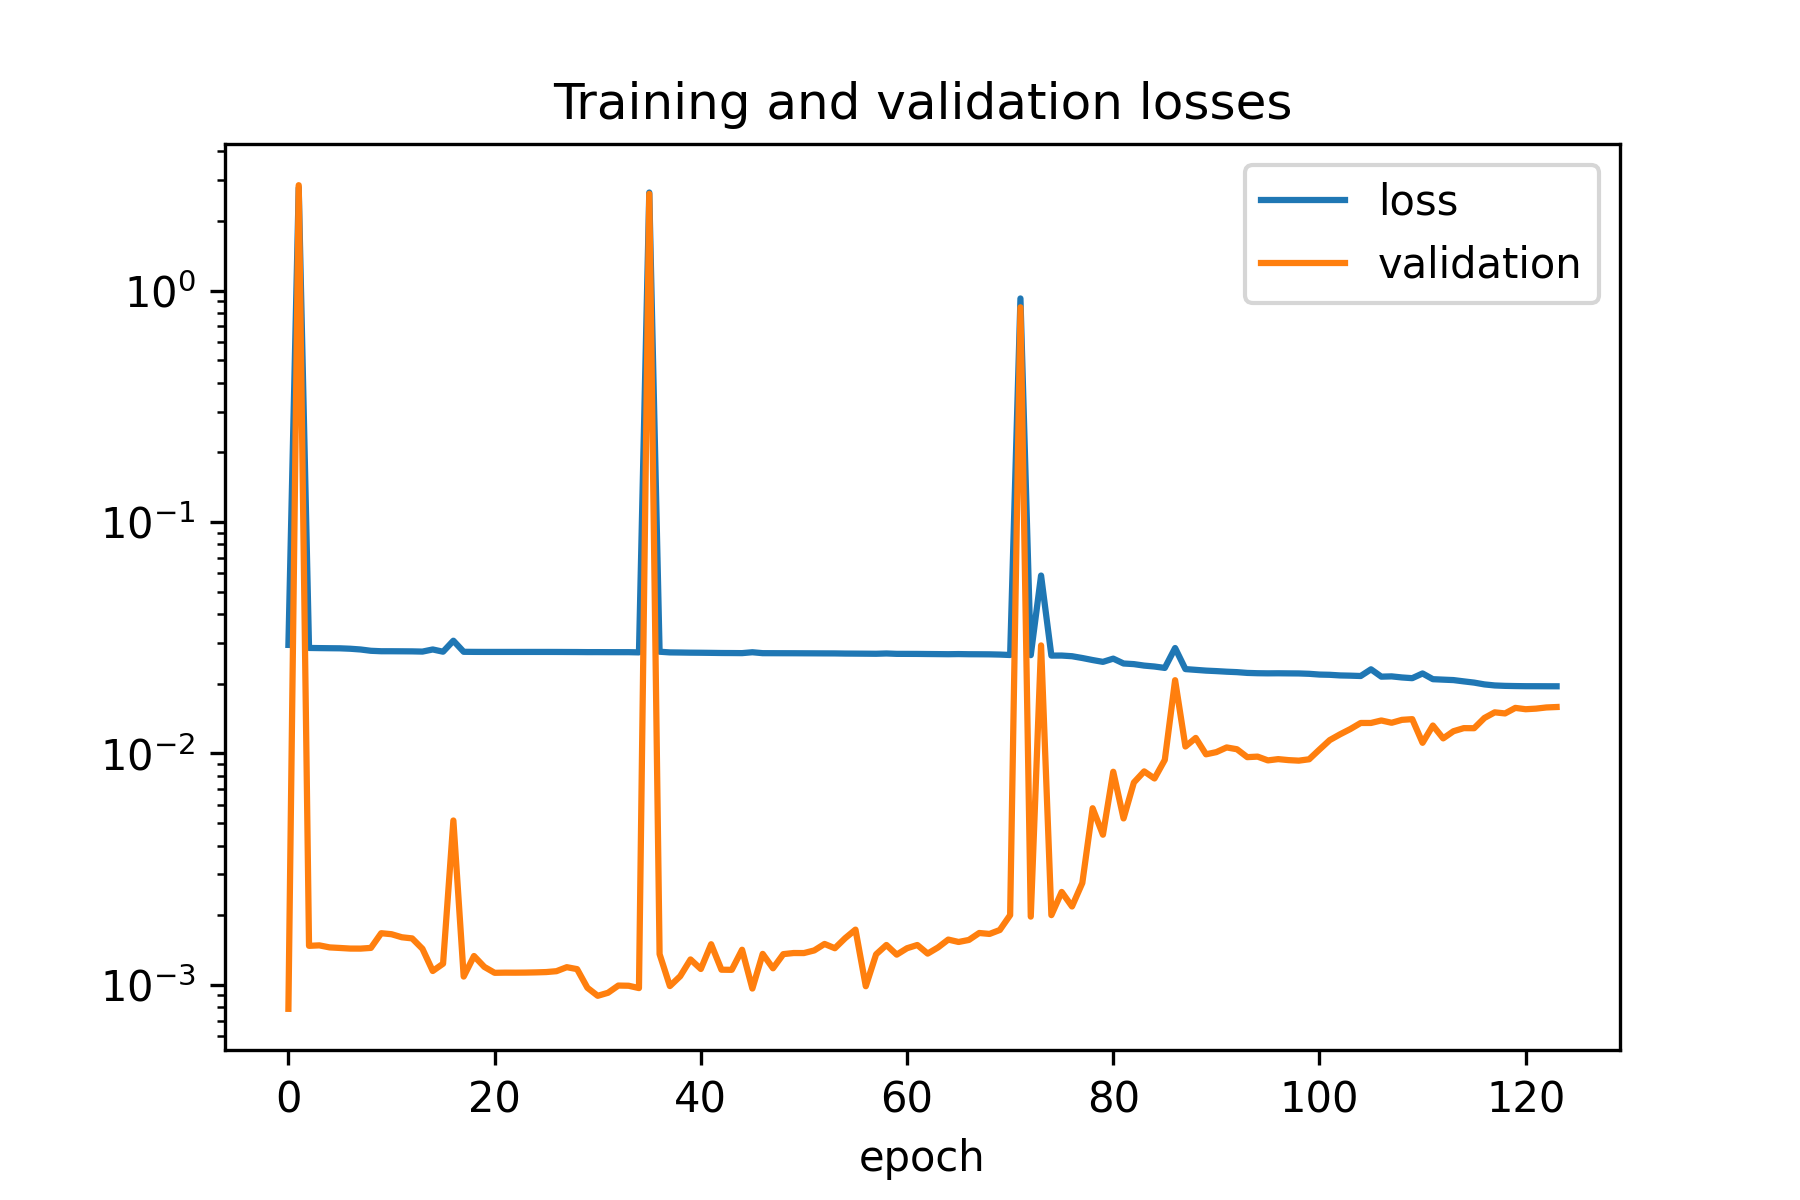 Training and validation losses
loss
validation
10⁰
10⁻¹
10⁻²
10⁻³
0 20 40 60 80 100 120
epoch